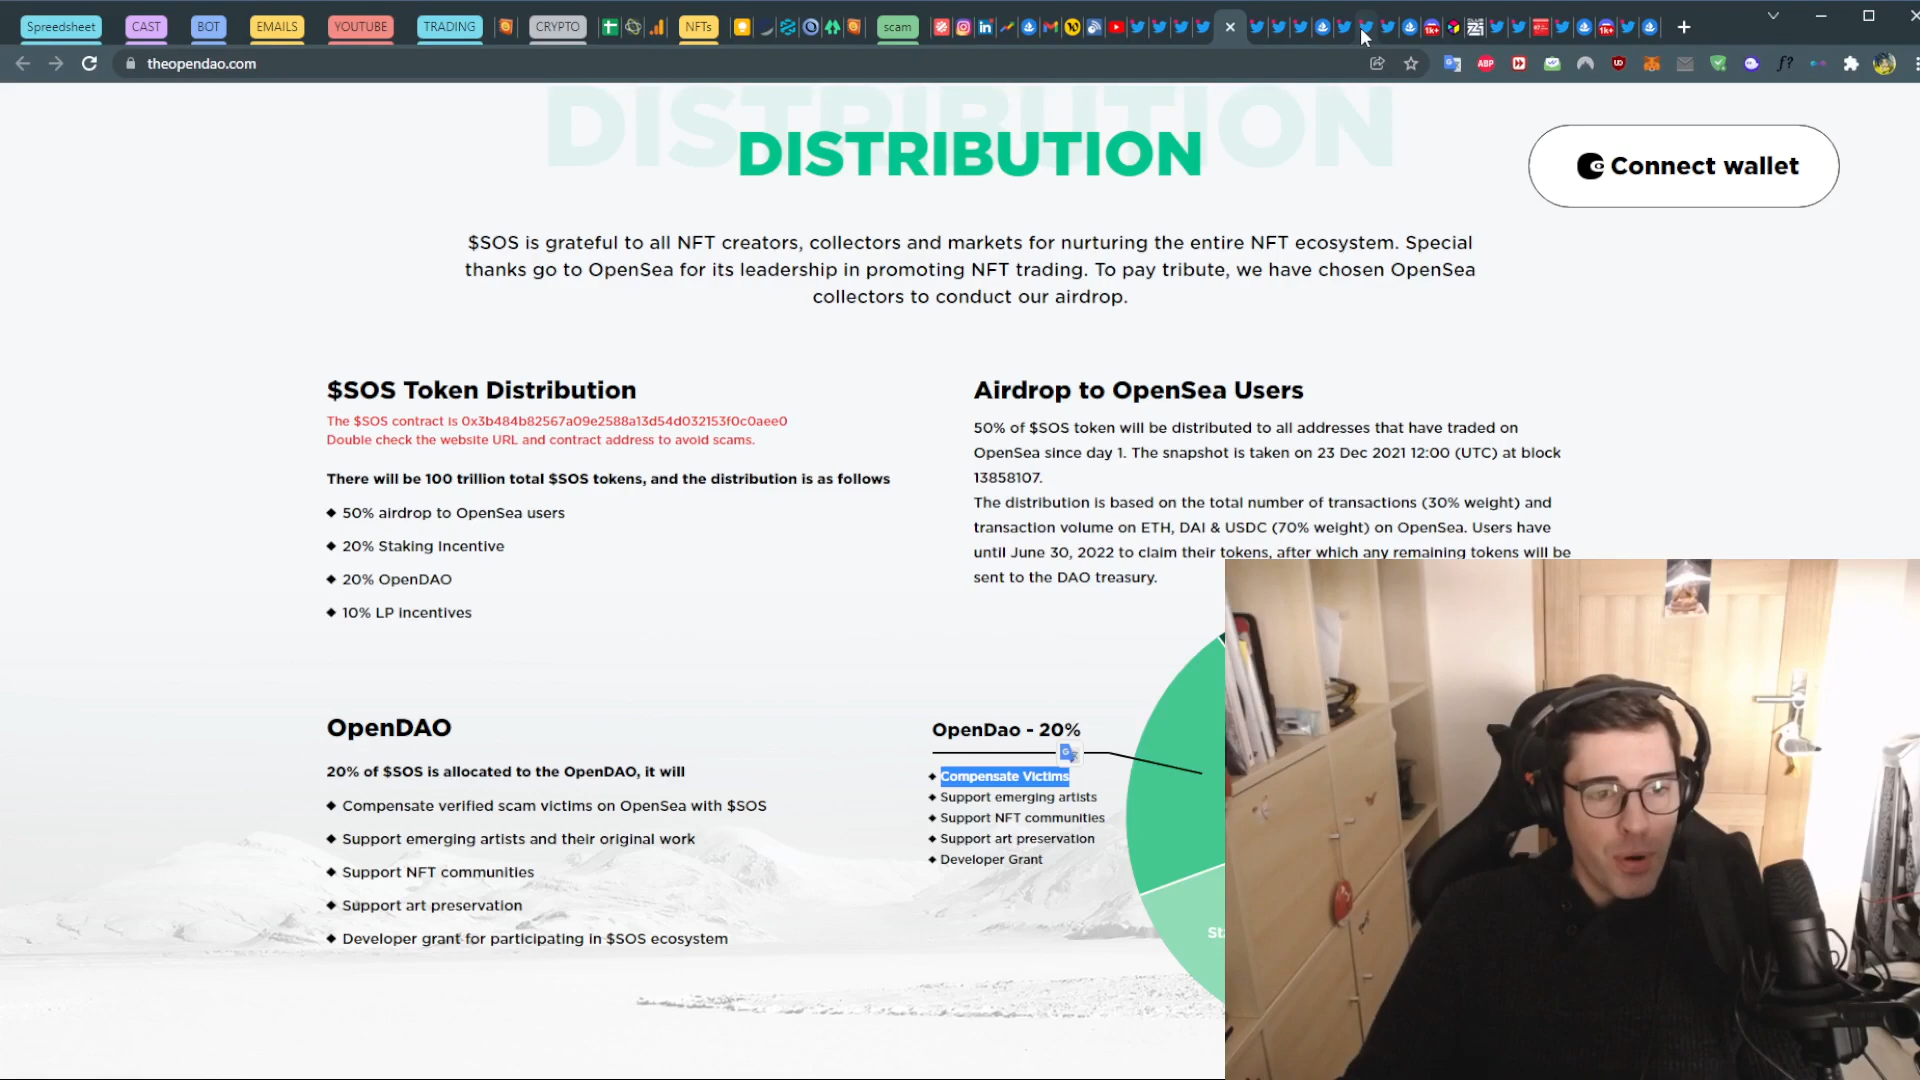 Spreedsheet
CAST
BOT
EMAILS
YOUTUBE
TRADING
CRYPTO
NFTs
scam
theopendao.com
DISTRIBUTION
DISTRIBUTION
Connect wallet
$SOS is grateful to all NFT creators, collectors and markets for nurturing the entire NFT ecosystem. Special
thanks go to OpenSea for its leadership in promoting NFT trading. To pay tribute, we have chosen OpenSea
collectors to conduct our airdrop.
$SOS Token Distribution
The $SOS contract is 0x3b484b82567a09e2588a13d54d032153f0c0aee0
Double check the website URL and contract address to avoid scams.
There will be 100 trillion total $SOS tokens, and the distribution is as follows
◆ 50% airdrop to OpenSea users
◆ 20% Staking Incentive
◆ 20% OpenDAO
◆ 10% LP incentives
Airdrop to OpenSea Users
50% of $SOS token will be distributed to all addresses that have traded on
OpenSea since day 1. The snapshot is taken on 23 Dec 2021 12:00 (UTC) at block
13858107.
The distribution is based on the total number of transactions (30% weight) and
transaction volume on ETH, DAI & USDC (70% weight) on OpenSea. Users have
until June 30, 2022 to claim their tokens, after which any remaining tokens will be
sent to the DAO treasury.
OpenDAO
20% of $SOS is allocated to the OpenDAO, it will
◆ Compensate verified scam victims on OpenSea with $SOS
◆ Support emerging artists and their original work
◆ Support NFT communities
◆ Support art preservation
◆ Developer grant for participating in $SOS ecosystem
OpenDao - 20%
◆ Compensate Victims
◆ Support emerging artists
◆ Support NFT communities
◆ Support art preservation
◆ Developer Grant
St